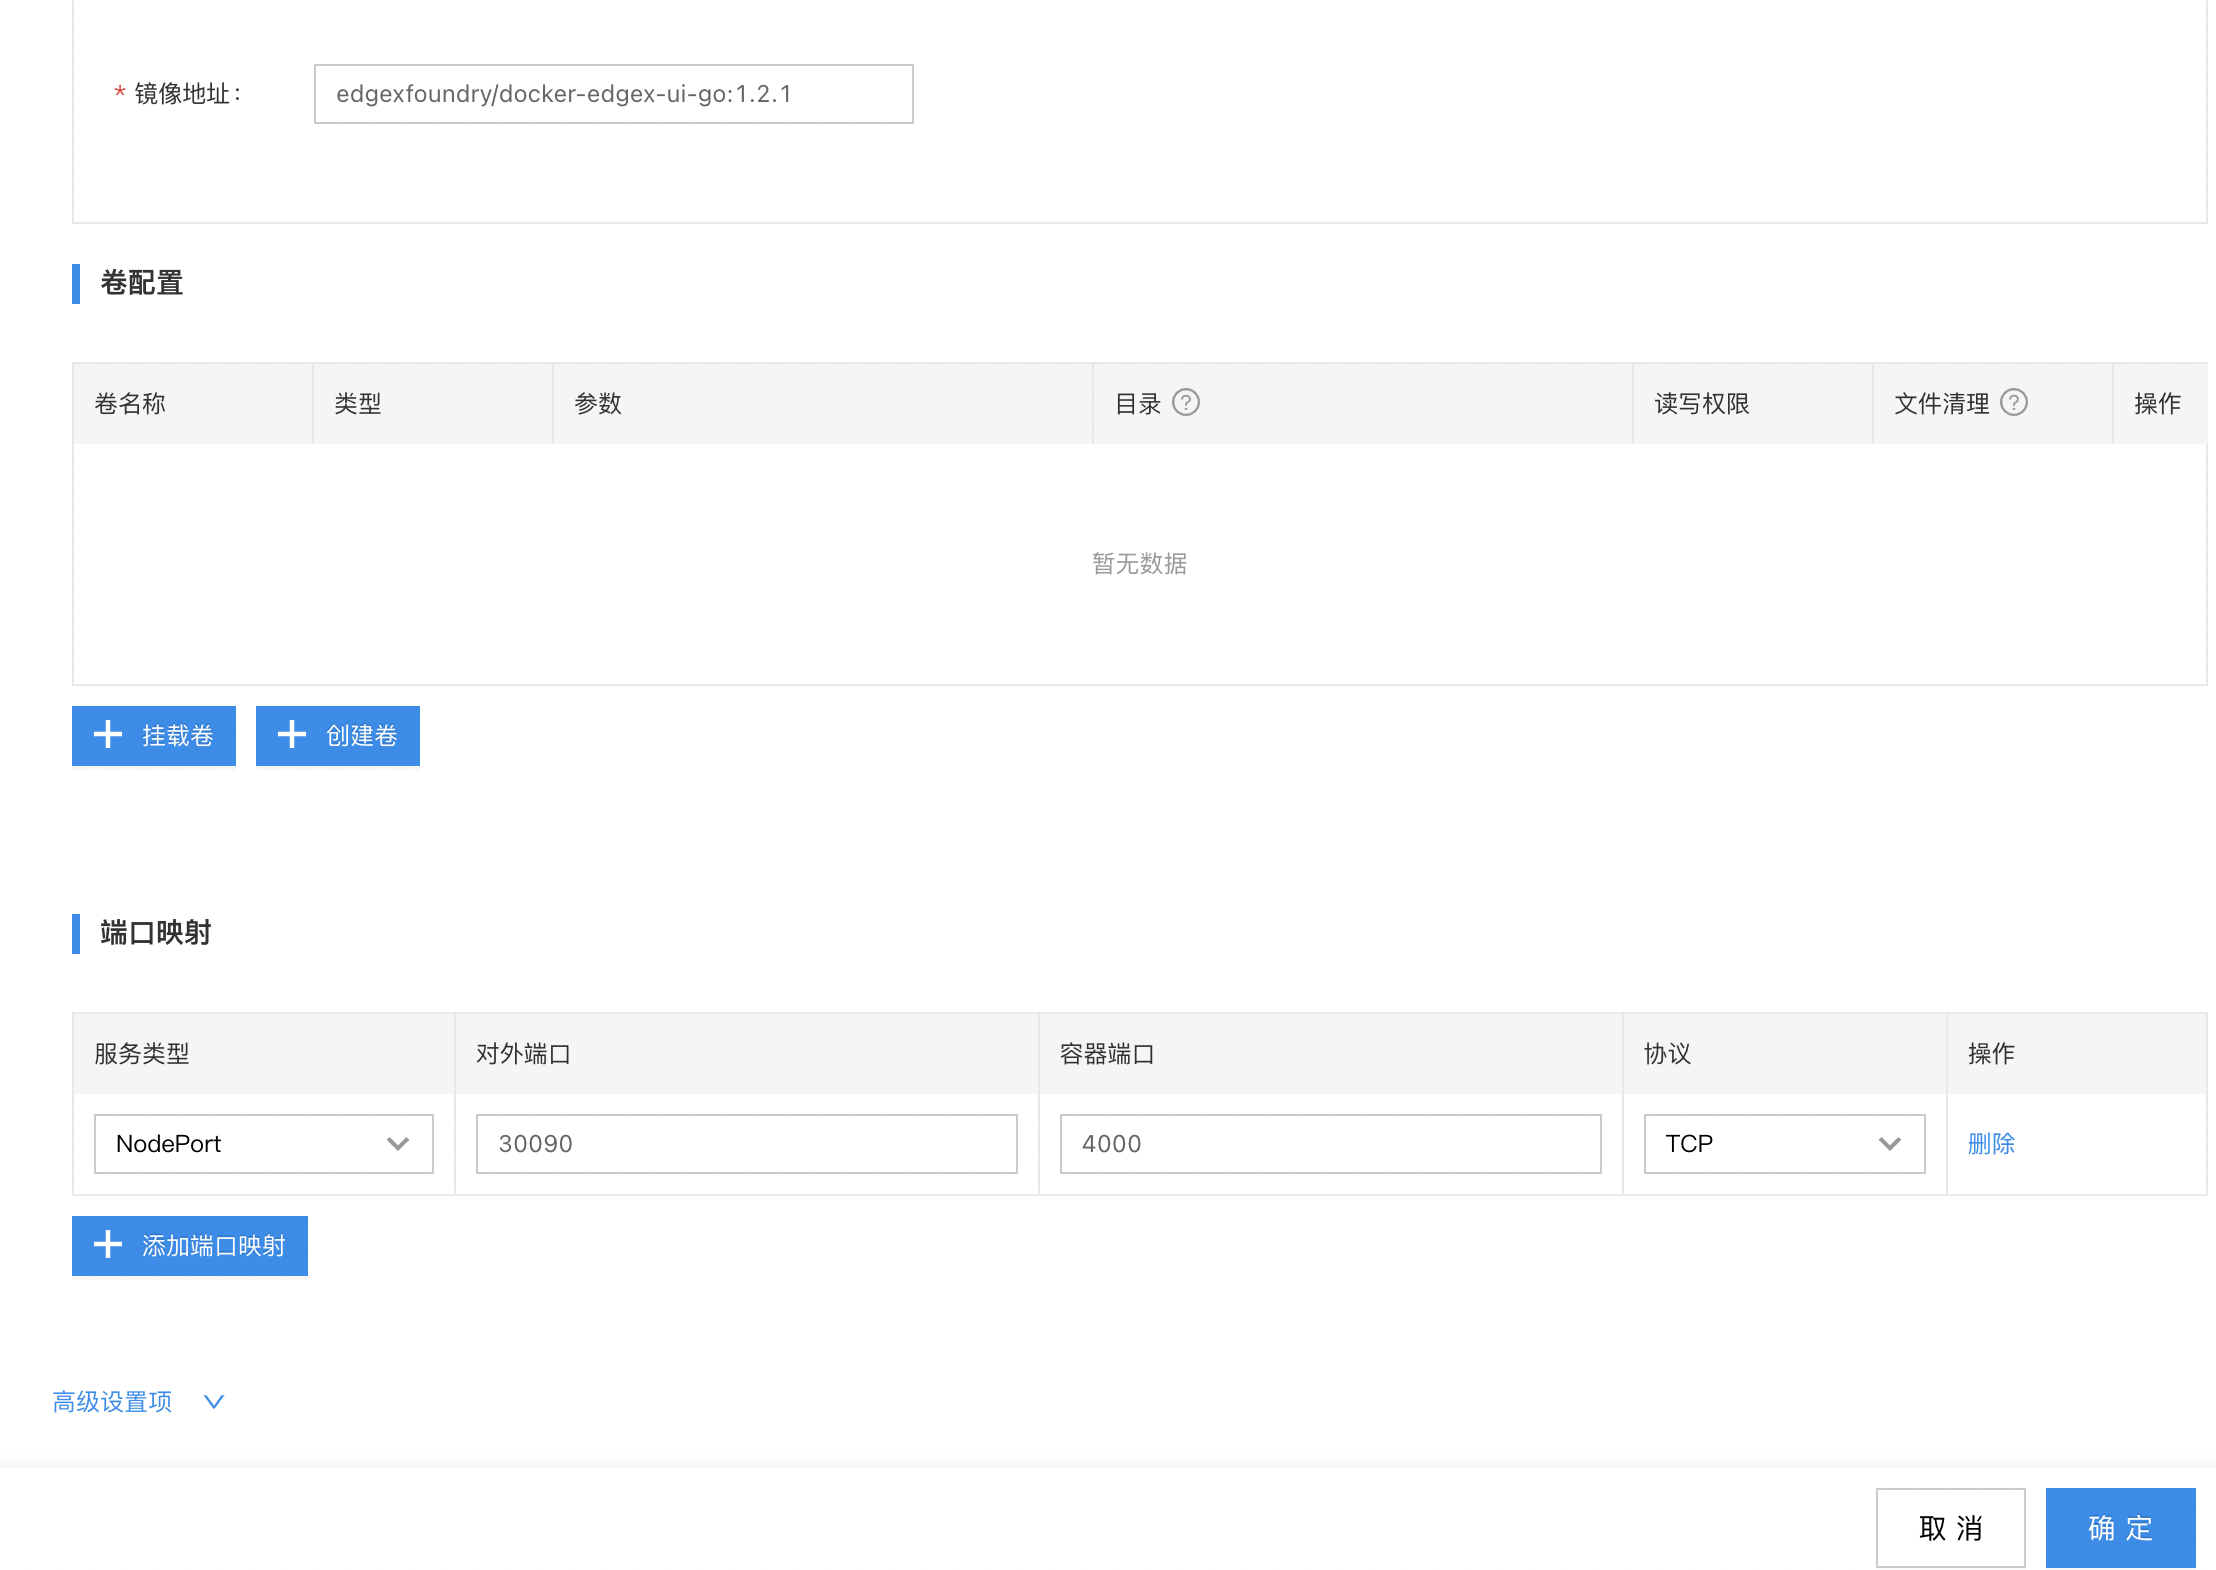 * 镜像地址: edgexfoundry/docker-edgex-ui-go:1.2.1
卷配置
卷名称 类型 参数 目录 ? 读写权限 文件清理 ? 操作
暂无数据
挂载卷 创建卷
端口映射
服务类型 对外端口 容器端口 协议 操作
NodePort 30090 4000 TCP 删除
添加端口映射
高级设置项
取 消 确 定